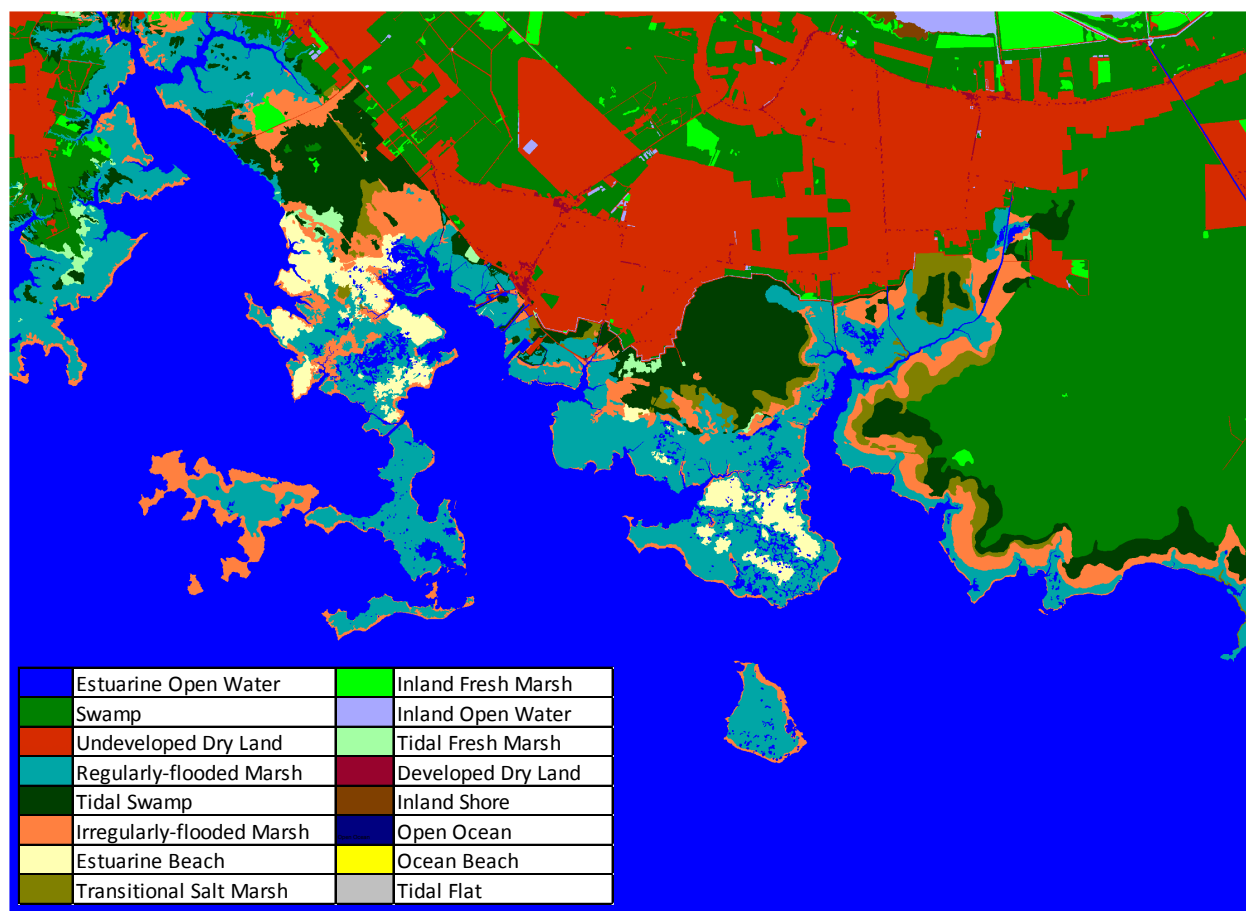 Estuarine Open Water Inland Fresh Marsh
Swamp Inland Open Water
Undeveloped Dry Land Tidal Fresh Marsh
Regularly-flooded Marsh Developed Dry Land
Tidal Swamp Inland Shore
Irregularly-flooded Marsh Open Ocean
Estuarine Beach Ocean Beach
Transitional Salt Marsh Tidal Flat